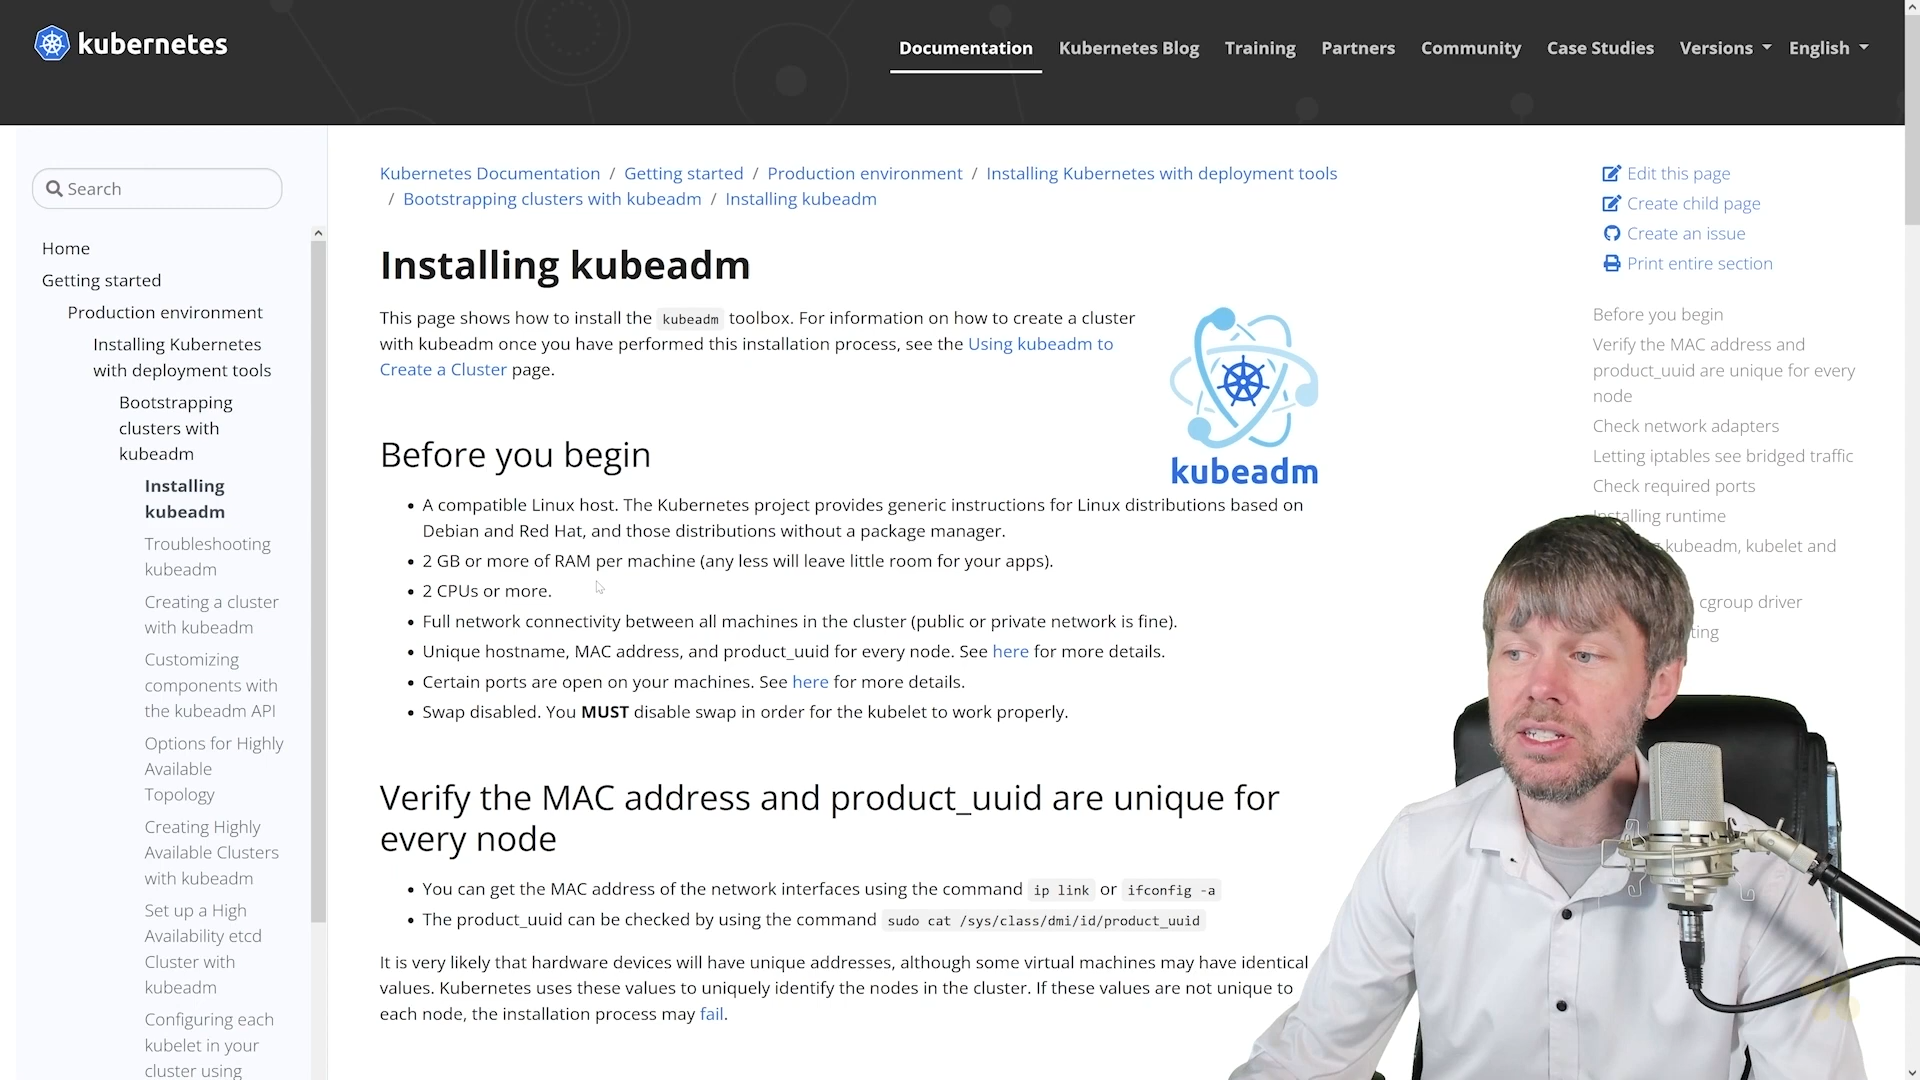 kubernetes
Documentation
Kubernetes Blog
Training
Partners
Community
Case Studies
Versions
English
Search
Home
Getting started
Production environment
Installing Kubernetes
with deployment tools
Bootstrapping
clusters with
kubeadm
Installing
kubeadm
Troubleshooting
kubeadm
Creating a cluster
with kubeadm
Customizing
components with
the kubeadm API
Options for Highly
Available
Topology
Creating Highly
Available Clusters
with kubeadm
Set up a High
Availability etcd
Cluster with
kubeadm
Configuring each
kubelet in your
cluster using
Kubernetes Documentation / Getting started / Production environment / Installing Kubernetes with deployment tools
/ Bootstrapping clusters with kubeadm / Installing kubeadm
Installing kubeadm
This page shows how to install the kubeadm toolbox. For information on how to create a cluster
with kubeadm once you have performed this installation process, see the Using kubeadm to
Create a Cluster page.
kubeadm
Before you begin
• A compatible Linux host. The Kubernetes project provides generic instructions for Linux distributions based on
Debian and Red Hat, and those distributions without a package manager.
• 2 GB or more of RAM per machine (any less will leave little room for your apps).
• 2 CPUs or more.
• Full network connectivity between all machines in the cluster (public or private network is fine).
• Unique hostname, MAC address, and product_uuid for every node. See here for more details.
• Certain ports are open on your machines. See here for more details.
• Swap disabled. You MUST disable swap in order for the kubelet to work properly.
Verify the MAC address and product_uuid are unique for
every node
• You can get the MAC address of the network interfaces using the command ip link or ifconfig -a
• The product_uuid can be checked by using the command sudo cat /sys/class/dmi/id/product_uuid
It is very likely that hardware devices will have unique addresses, although some virtual machines may have identical
values. Kubernetes uses these values to uniquely identify the nodes in the cluster. If these values are not unique to
each node, the installation process may fail.
Edit this page
Create child page
Create an issue
Print entire section
Before you begin
Verify the MAC address and
product_uuid are unique for every
node
Check network adapters
Letting iptables see bridged traffic
Check required ports
Installing runtime
kubeadm, kubelet and
cgroup driver